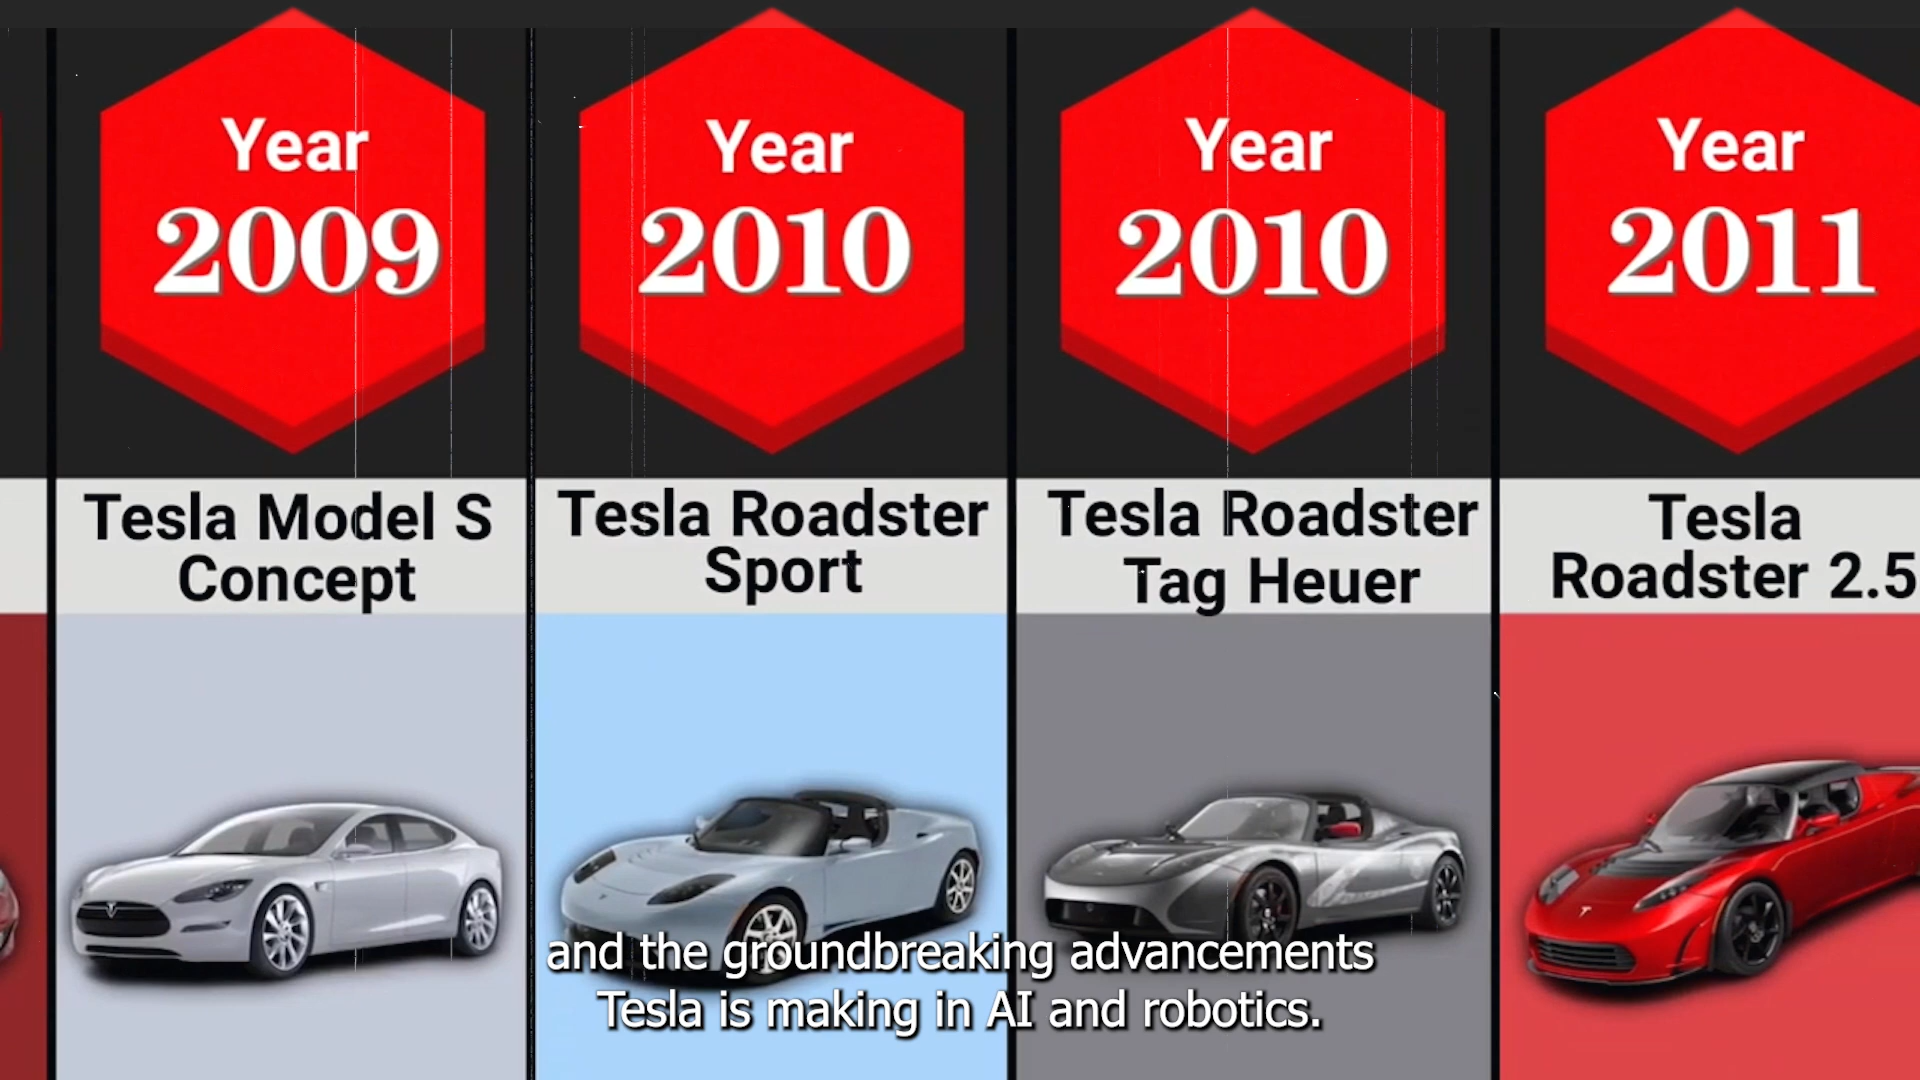 Year
2009
Tesla Model S
Concept
Year
2010
Tesla Roadster
Sport
Year
2010
Tesla Roadster
Tag Heuer
Year
2011
Tesla
Roadster 2.5
and the groundbreaking advancements
Tesla is making in AI and robotics.